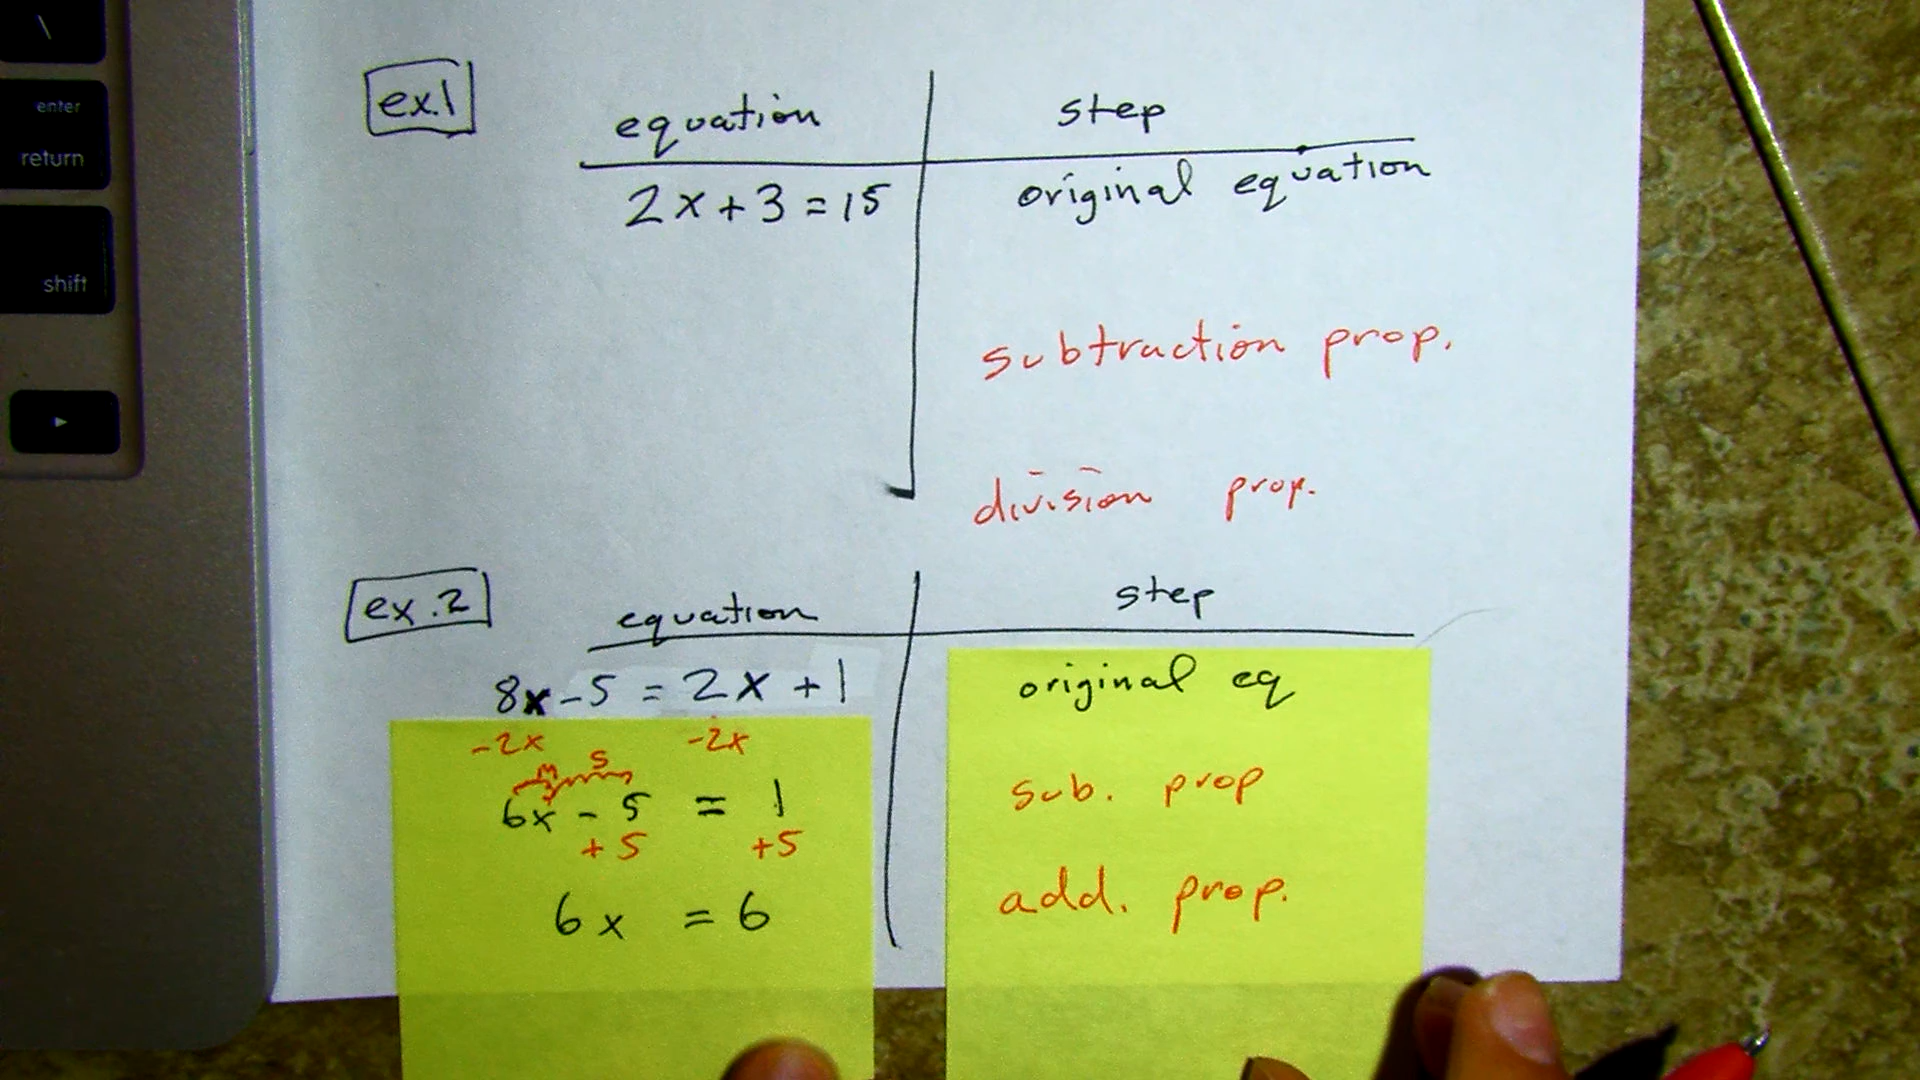 \
enter
return
shift
ex.1
equation step
2x+3=15 original equation
subtraction prop.
division prop.
ex.2
equation step
8x-5=2x+1 original eq
-2x -2x
M S
6x-5=1 sub. prop
+5 +5
6x=6 add. prop.